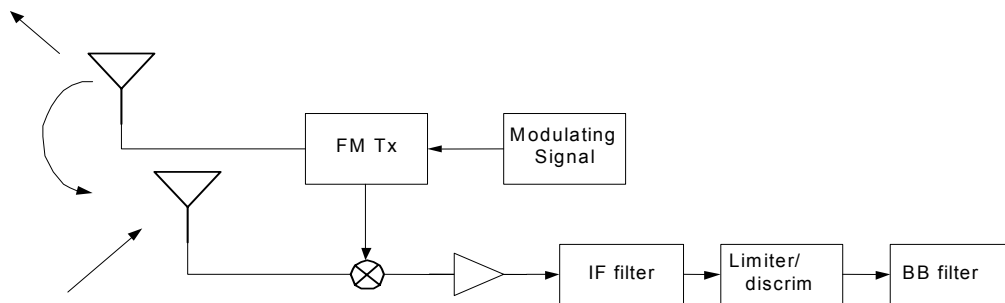 FM Tx
Modulating
Signal
IF filter
Limiter/
discrim
BB filter